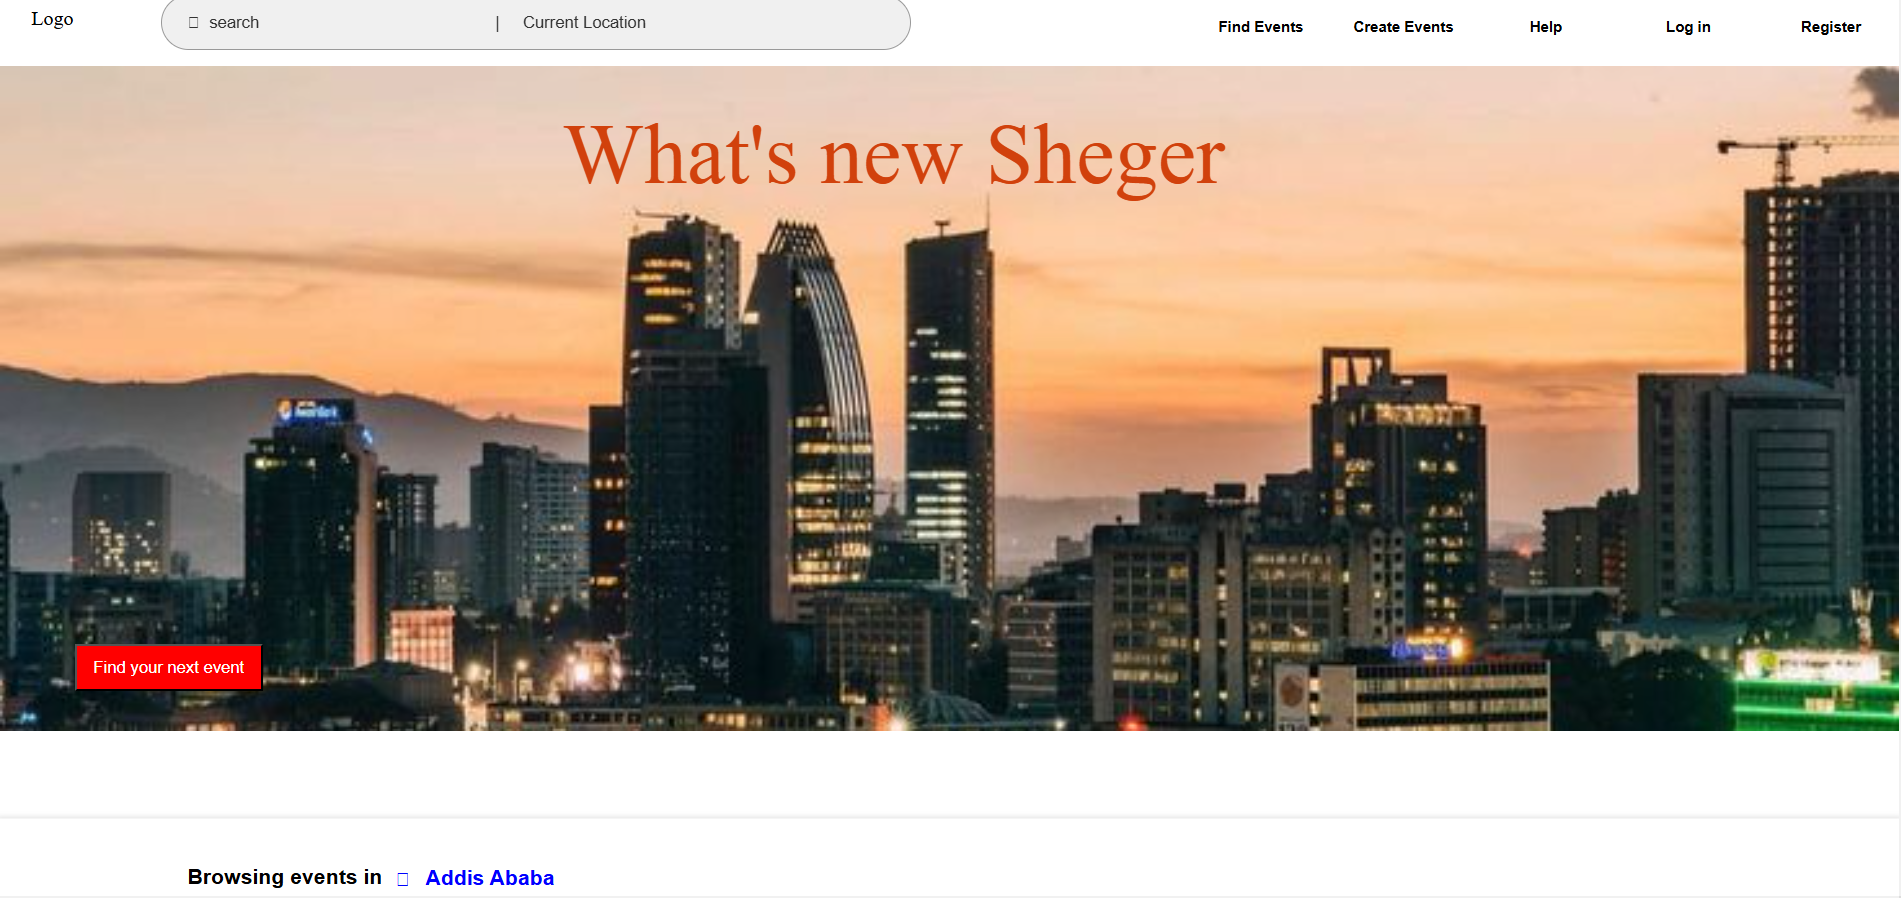 Logo
search | Current Location
Find Events Create Events Help Log in Register
What's new Sheger
Find your next event
Browsing events in Addis Ababa